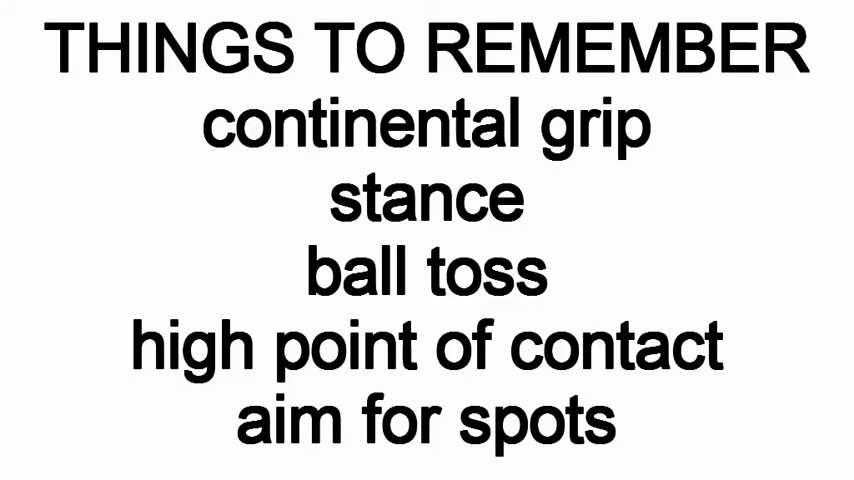 THINGS TO REMEMBER
continental grip
stance
ball toss
high point of contact
aim for spots